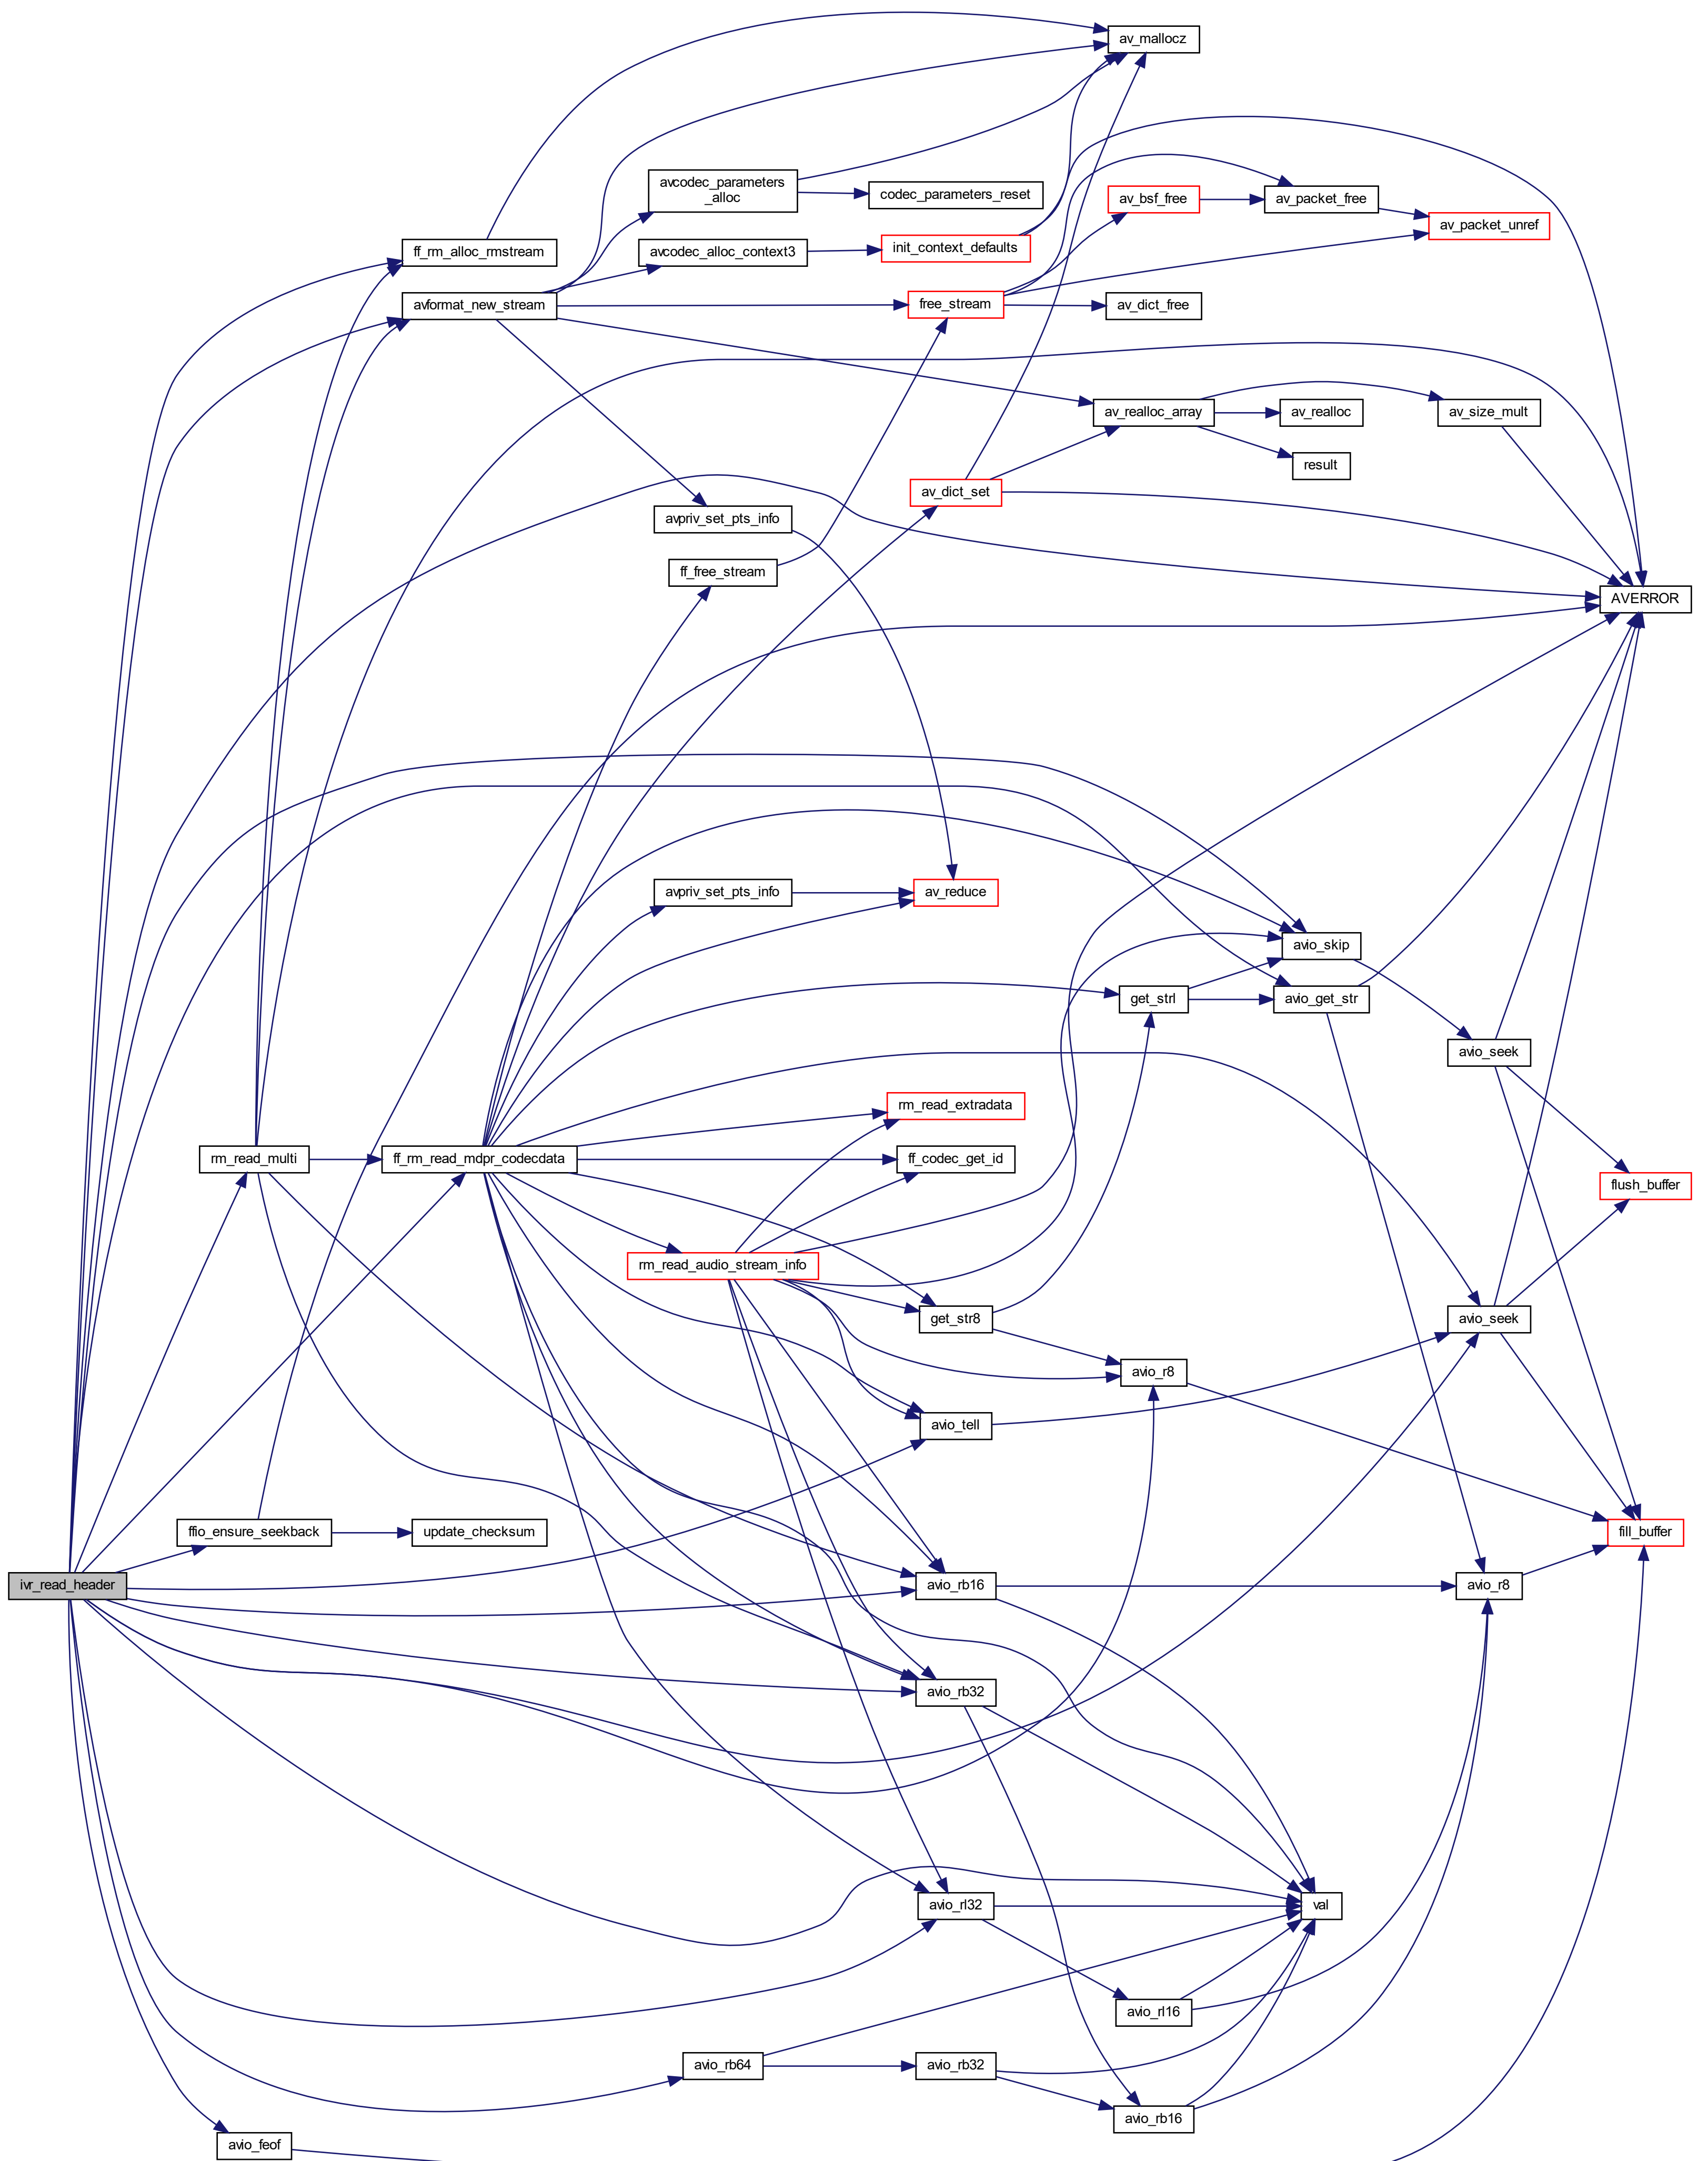 av_mallocz
avcodec_parameters
_alloc
codec_parameters_reset
av_bsf_free
av_packet_free
av_packet_unref
ff_rm_alloc_rmstream
avcodec_alloc_context3
init_context_defaults
avformat_new_stream
free_stream
av_dict_free
av_realloc_array
av_realloc
av_size_mult
result
av_dict_set
avpriv_set_pts_info
ff_free_stream
AVERROR
avpriv_set_pts_info
av_reduce
avio_skip
get_strl
avio_get_str
avio_seek
rm_read_extradata
rm_read_multi
ff_rm_read_mdpr_codecdata
ff_codec_get_id
flush_buffer
rm_read_audio_stream_info
get_str8
avio_seek
avio_r8
avio_tell
ffio_ensure_seekback
update_checksum
fill_buffer
ivr_read_header
avio_rb16
avio_r8
avio_rb32
avio_rl32
val
avio_rl16
avio_rb64
avio_rb32
avio_rb16
avio_feof